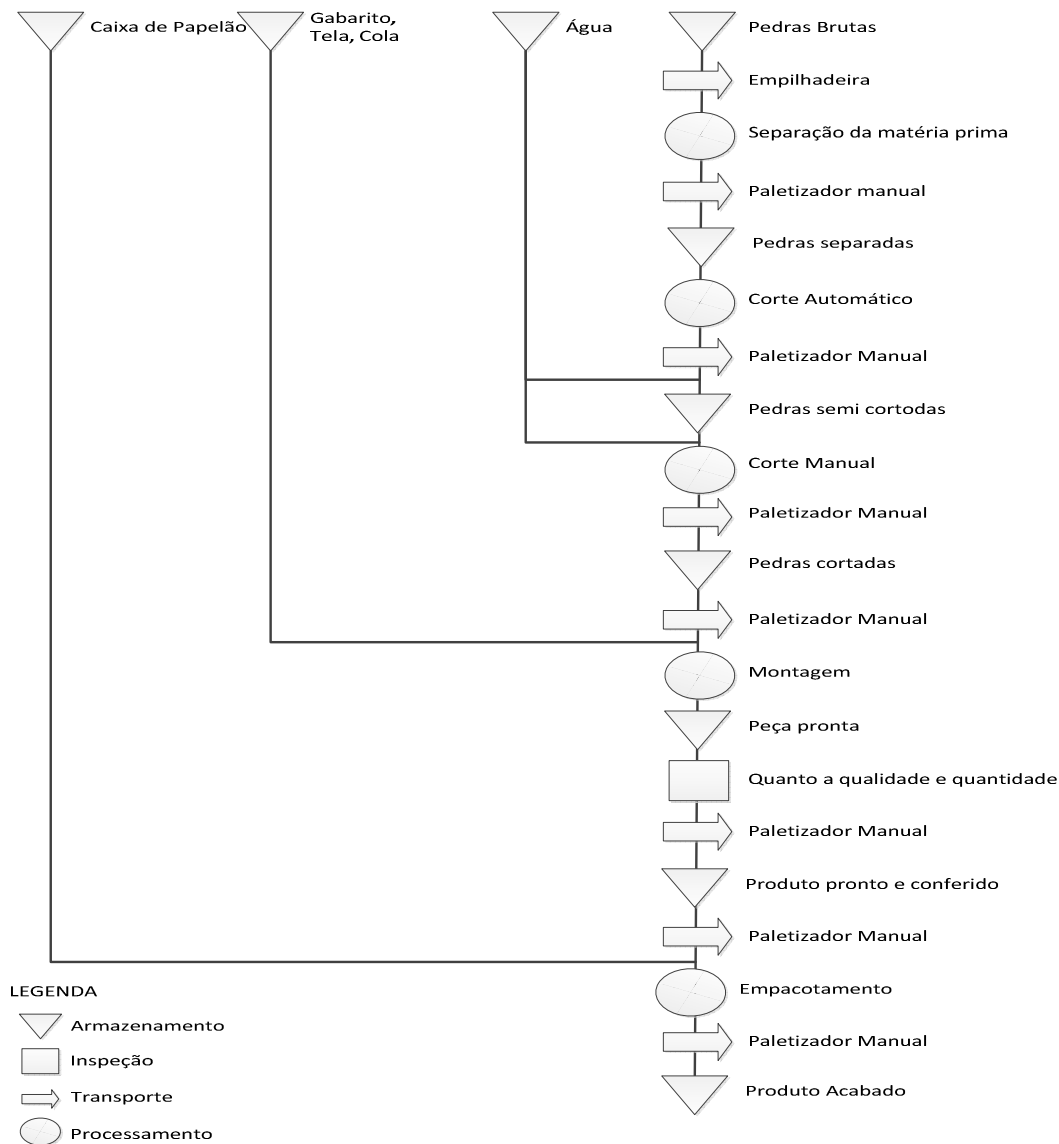 Caixa de Papelão
Gabarito,
Tela, Cola
Água
Pedras Brutas
Empilhadeira
Separação da matéria prima
Paletizador manual
Pedras separadas
Corte Automático
Paletizador Manual
Pedras semi cortodas
Corte Manual
Paletizador Manual
Pedras cortadas
Paletizador Manual
Montagem
Peça pronta
Quanto a qualidade e quantidade
Paletizador Manual
Produto pronto e conferido
Paletizador Manual
Empacotamento
Paletizador Manual
Produto Acabado
LEGENDA
Armazenamento
Inspeção
Transporte
Processamento